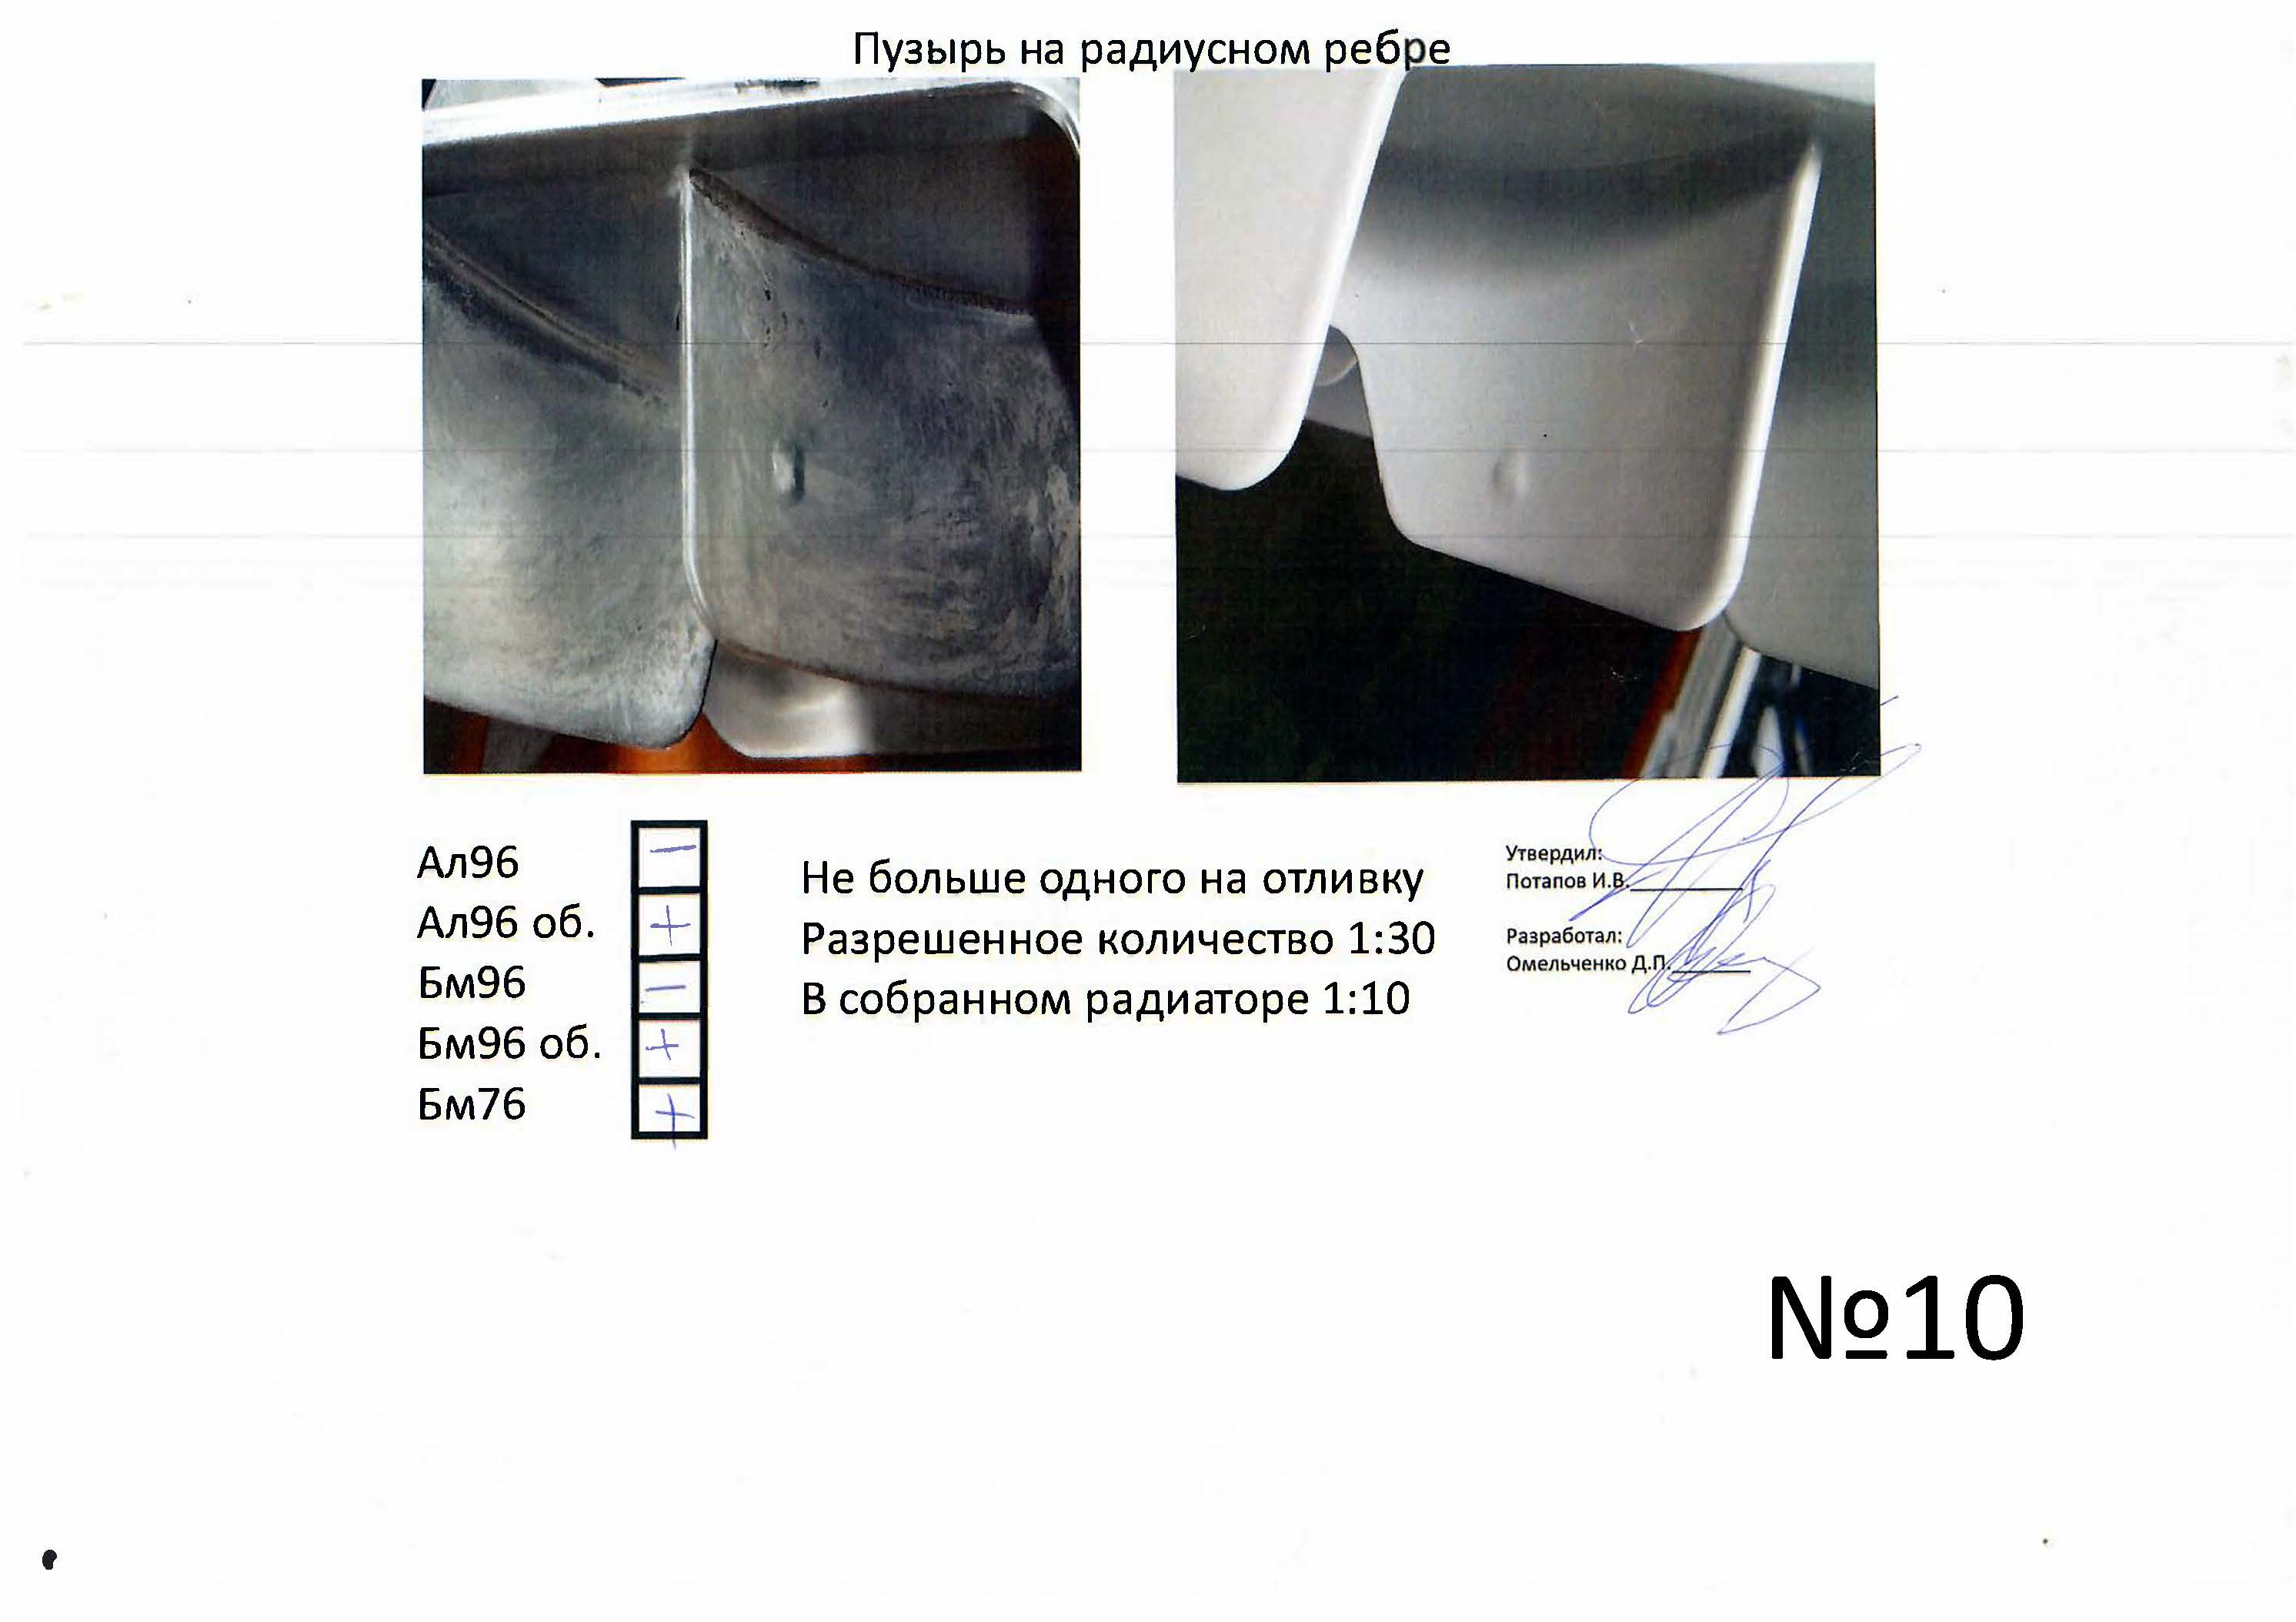 Пузырь на радиусном ребре
Ал96 −
Ал96 об. +
Бм96 −
Бм96 об. +
Бм76 +
Не больше одного на отливку
Разрешенное количество 1:30
В собранном радиаторе 1:10
Утвердил:
Потапов И.В.
Разработал:
Омельченко Д.П.
№10